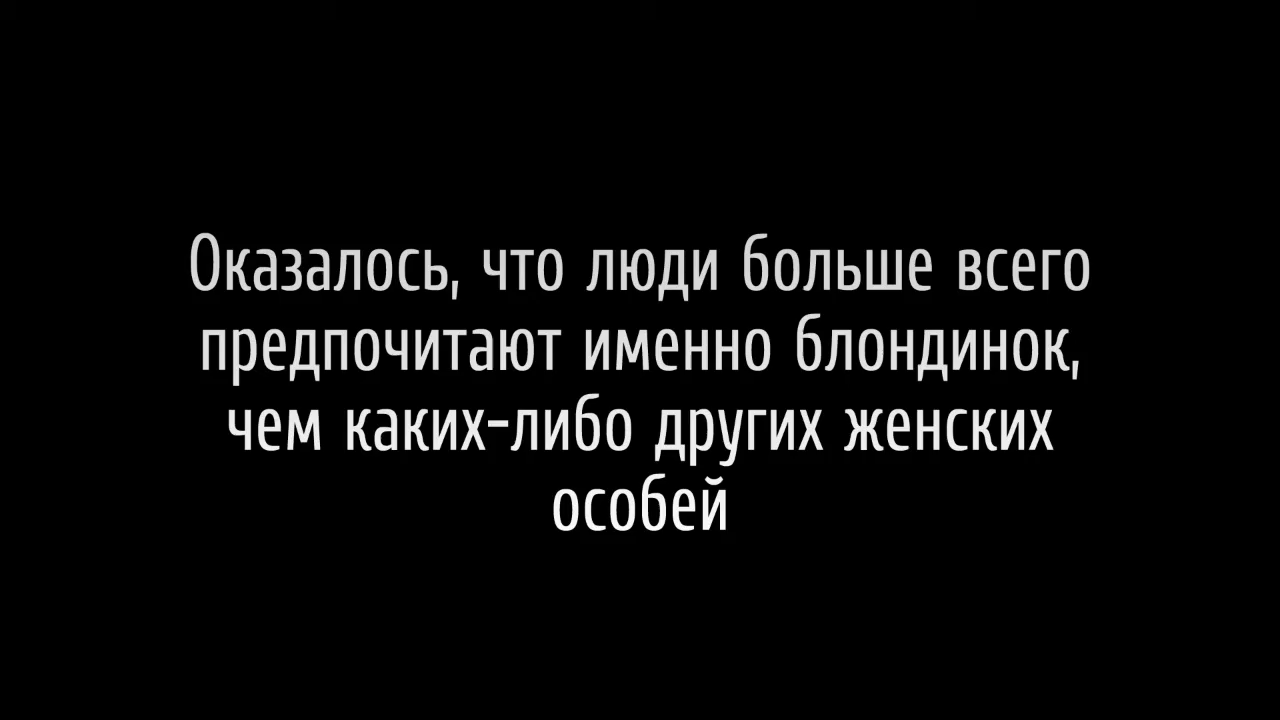 Оказалось, что люди больше всего
предпочитают именно блондинок,
чем каких-либо других женских
особей